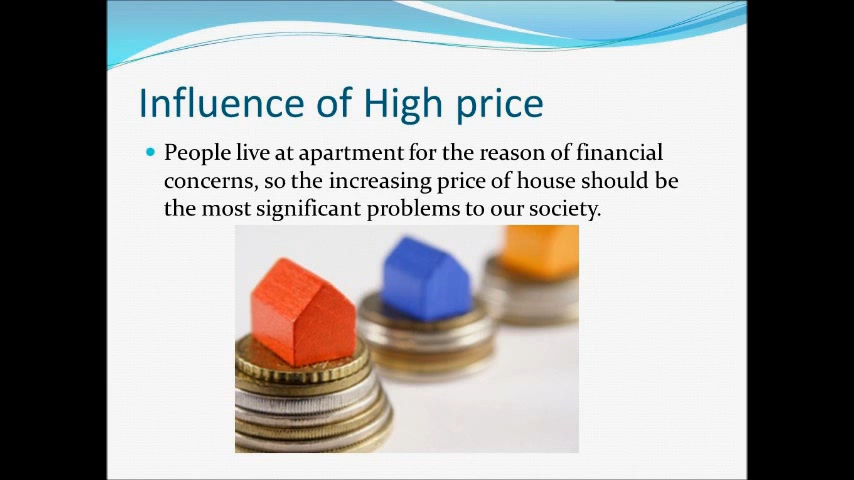 Influence of High price
People live at apartment for the reason of financial
concerns, so the increasing price of house should be
the most significant problems to our society.